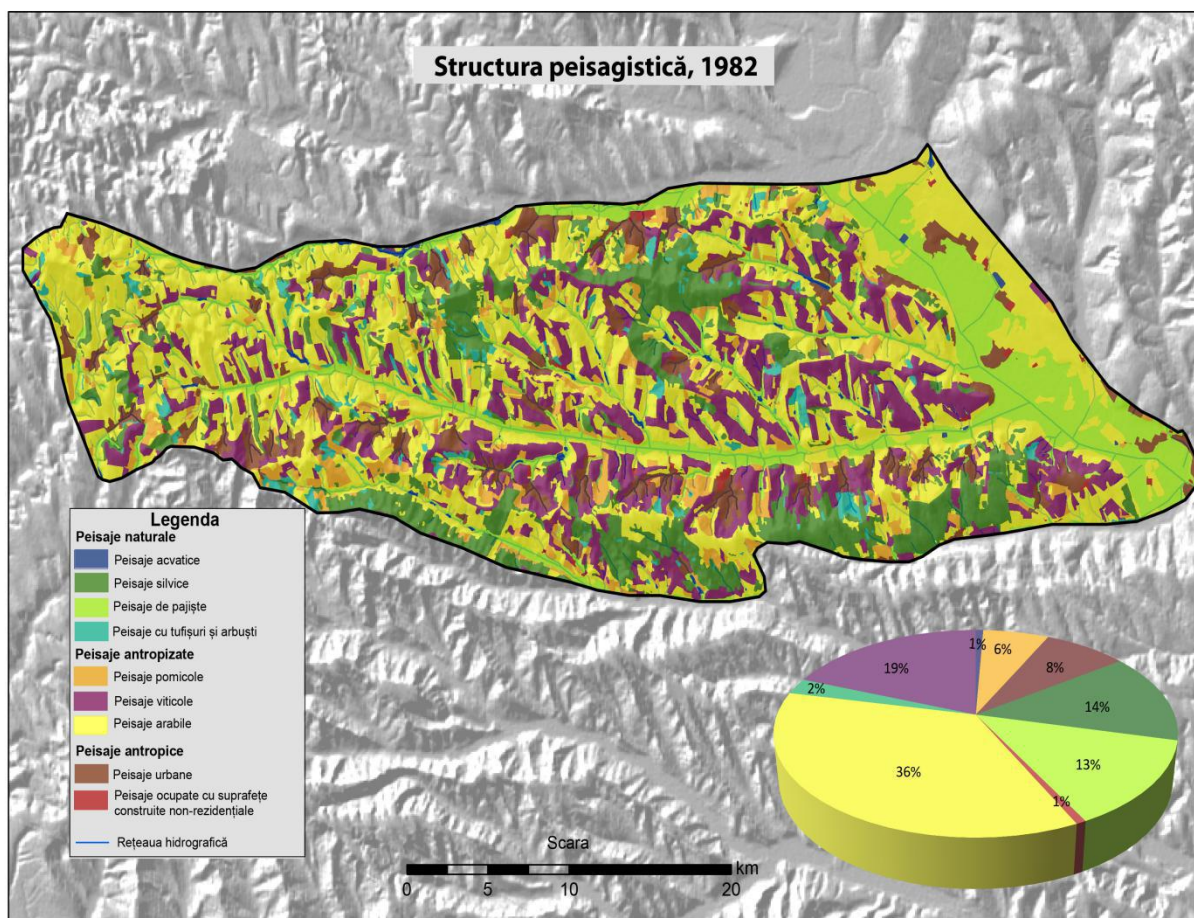 Structura peisagistică, 1982
Legenda
Peisaje naturale
Peisaje acvatice
Peisaje silvice
Peisaje de pajiște
Peisaje cu tufișuri și arbuști
Peisaje antropizate
Peisaje pomicole
Peisaje viticole
Peisaje arabile
Peisaje antropice
Peisaje urbane
Peisaje ocupate cu suprafețe
construite non-rezidențiale
Rețeaua hidrografică
1%
6%
8%
14%
13%
1%
36%
2%
19%
Scara
km
0 5 10 20